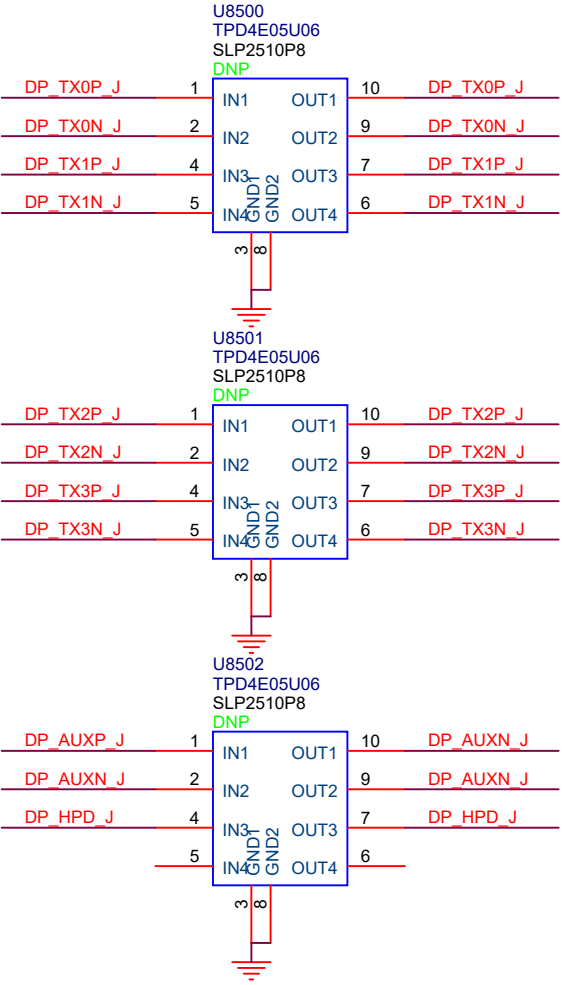 U8500
TPD4E05U06
SLP2510P8
DNP
DP_TX0P_J 1 IN1 OUT1 10 DP_TX0P_J
DP_TX0N_J 2 IN2 OUT2 9 DP_TX0N_J
DP_TX1P_J 4 IN3 OUT3 7 DP_TX1P_J
DP_TX1N_J 5 IN4 OUT4 6 DP_TX1N_J
GND1
GND2
3
8
U8501
TPD4E05U06
SLP2510P8
DNP
DP_TX2P_J 1 IN1 OUT1 10 DP_TX2P_J
DP_TX2N_J 2 IN2 OUT2 9 DP_TX2N_J
DP_TX3P_J 4 IN3 OUT3 7 DP_TX3P_J
DP_TX3N_J 5 IN4 OUT4 6 DP_TX3N_J
GND1
GND2
3
8
U8502
TPD4E05U06
SLP2510P8
DNP
DP_AUXP_J 1 IN1 OUT1 10 DP_AUXN_J
DP_AUXN_J 2 IN2 OUT2 9 DP_AUXN_J
DP_HPD_J 4 IN3 OUT3 7 DP_HPD_J
5 IN4 OUT4 6
GND1
GND2
3
8